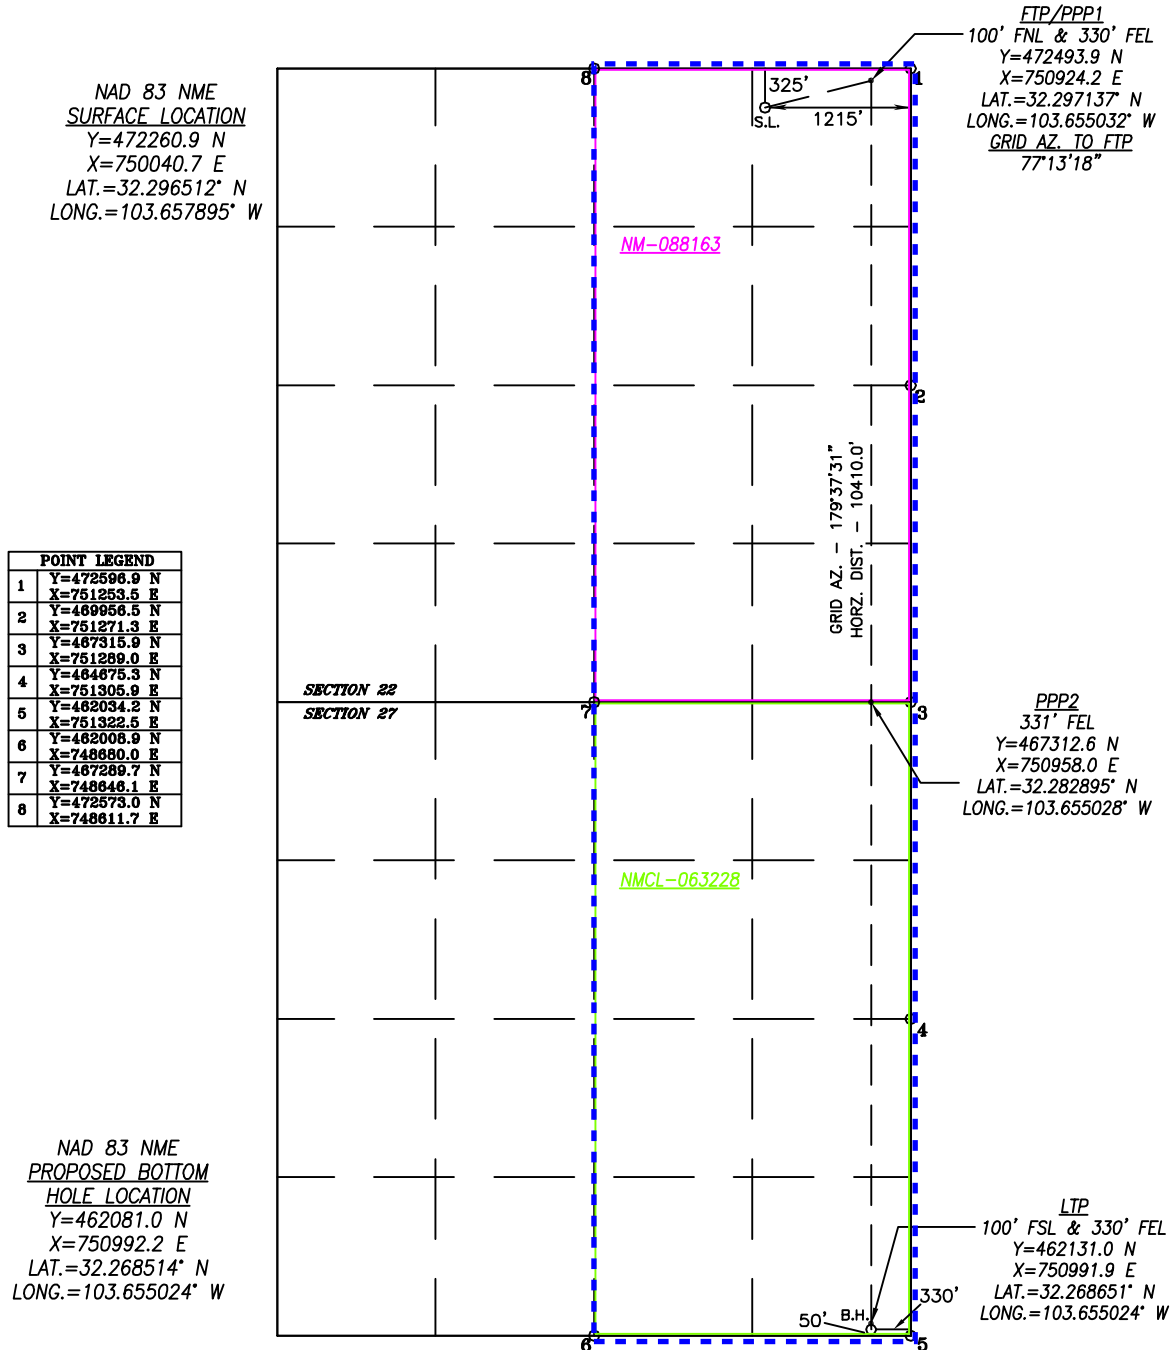 FTP/PPP1
100' FNL & 330' FEL
Y=472493.9 N
X=750924.2 E
LAT.=32.297137° N
LONG.=103.655032° W
GRID AZ. TO FTP
77°13'18"
NAD 83 NME
SURFACE LOCATION
Y=472260.9 N
X=750040.7 E
LAT.=32.296512° N
LONG.=103.657895° W
8
1
325'
S.L.
1215'
NM-088163
2
GRID AZ. - 179°37'31"
HORZ. DIST. - 10410.0'
POINT LEGEND
1 Y=472596.9 N
X=751253.5 E
2 Y=469956.5 N
X=751271.3 E
3 Y=467315.9 N
X=751289.0 E
4 Y=464675.3 N
X=751305.9 E
5 Y=462034.2 N
X=751322.5 E
6 Y=462008.9 N
X=748680.0 E
7 Y=467289.7 N
X=748646.1 E
8 Y=472573.0 N
X=748611.7 E
SECTION 22
SECTION 27
7
3
PPP2
331' FEL
Y=467312.6 N
X=750958.0 E
LAT.=32.282895° N
LONG.=103.655028° W
NMCL-063228
4
NAD 83 NME
PROPOSED BOTTOM
HOLE LOCATION
Y=462081.0 N
X=750992.2 E
LAT.=32.268514° N
LONG.=103.655024° W
LTP
100' FSL & 330' FEL
Y=462131.0 N
X=750991.9 E
LAT.=32.268651° N
LONG.=103.655024° W
50'
B.H.
330'
6
5